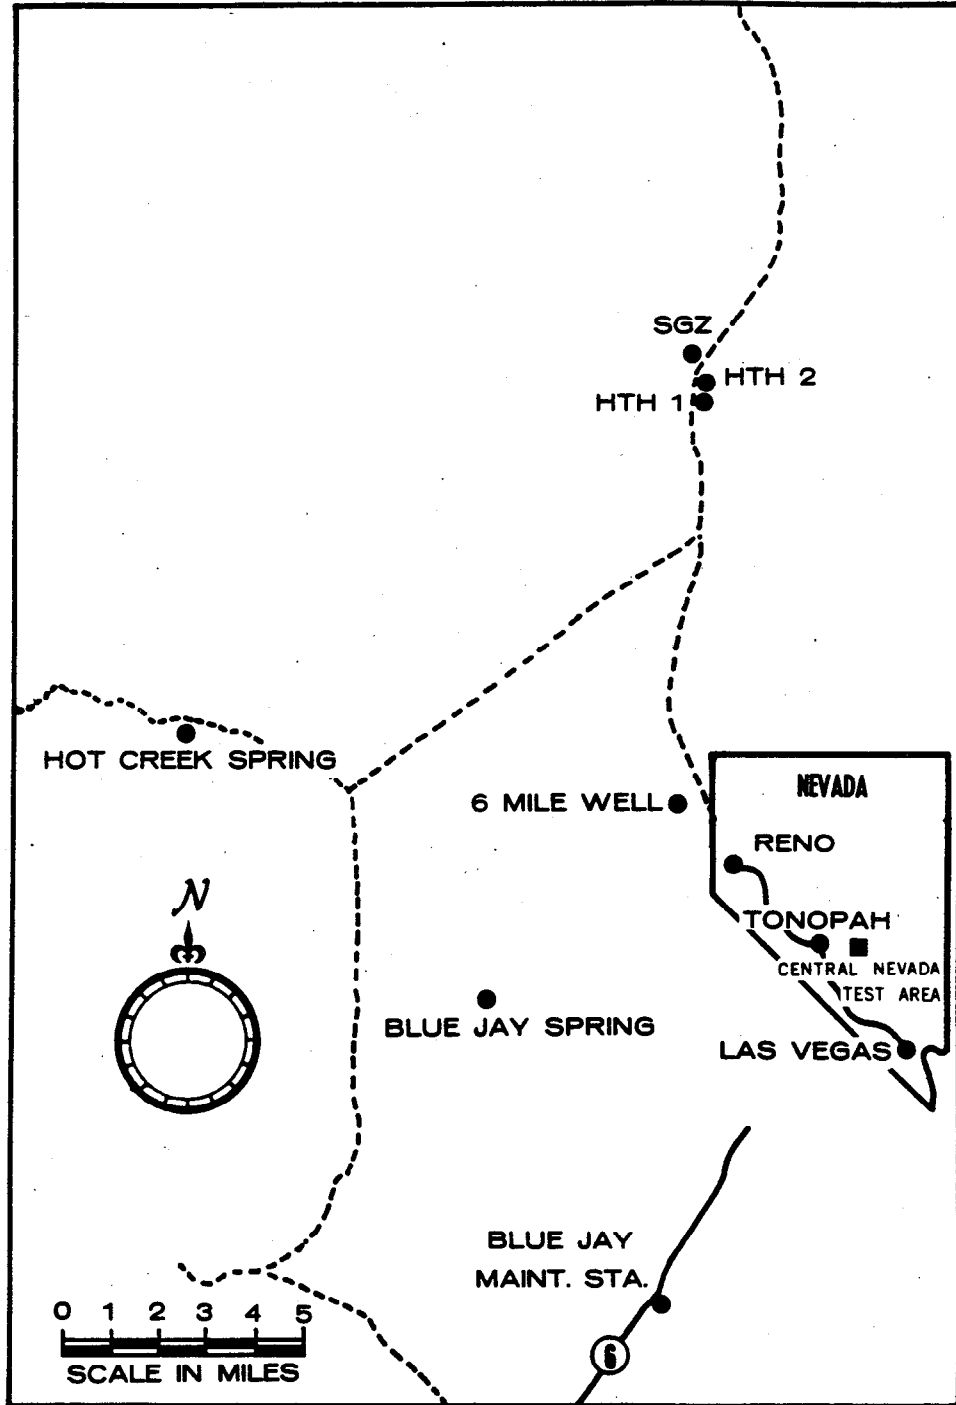 SGZ
HTH 2
HTH 1
HOT CREEK SPRING
6 MILE WELL
NEVADA
RENO
TONOPAH
CENTRAL NEVADA
TEST AREA
LAS VEGAS
N
BLUE JAY SPRING
BLUE JAY
MAINT. STA.
0 1 2 3 4 5
SCALE IN MILES
6